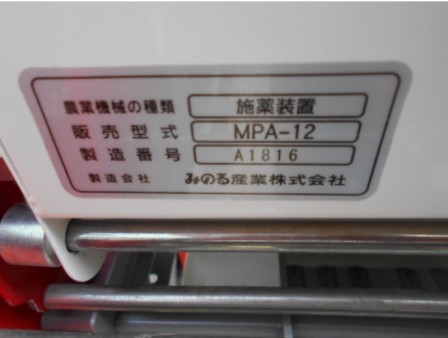 農業機械の種類 施薬装置
販売型式 MPA-12
製造番号 A1816
製造会社 みのる産業株式会社